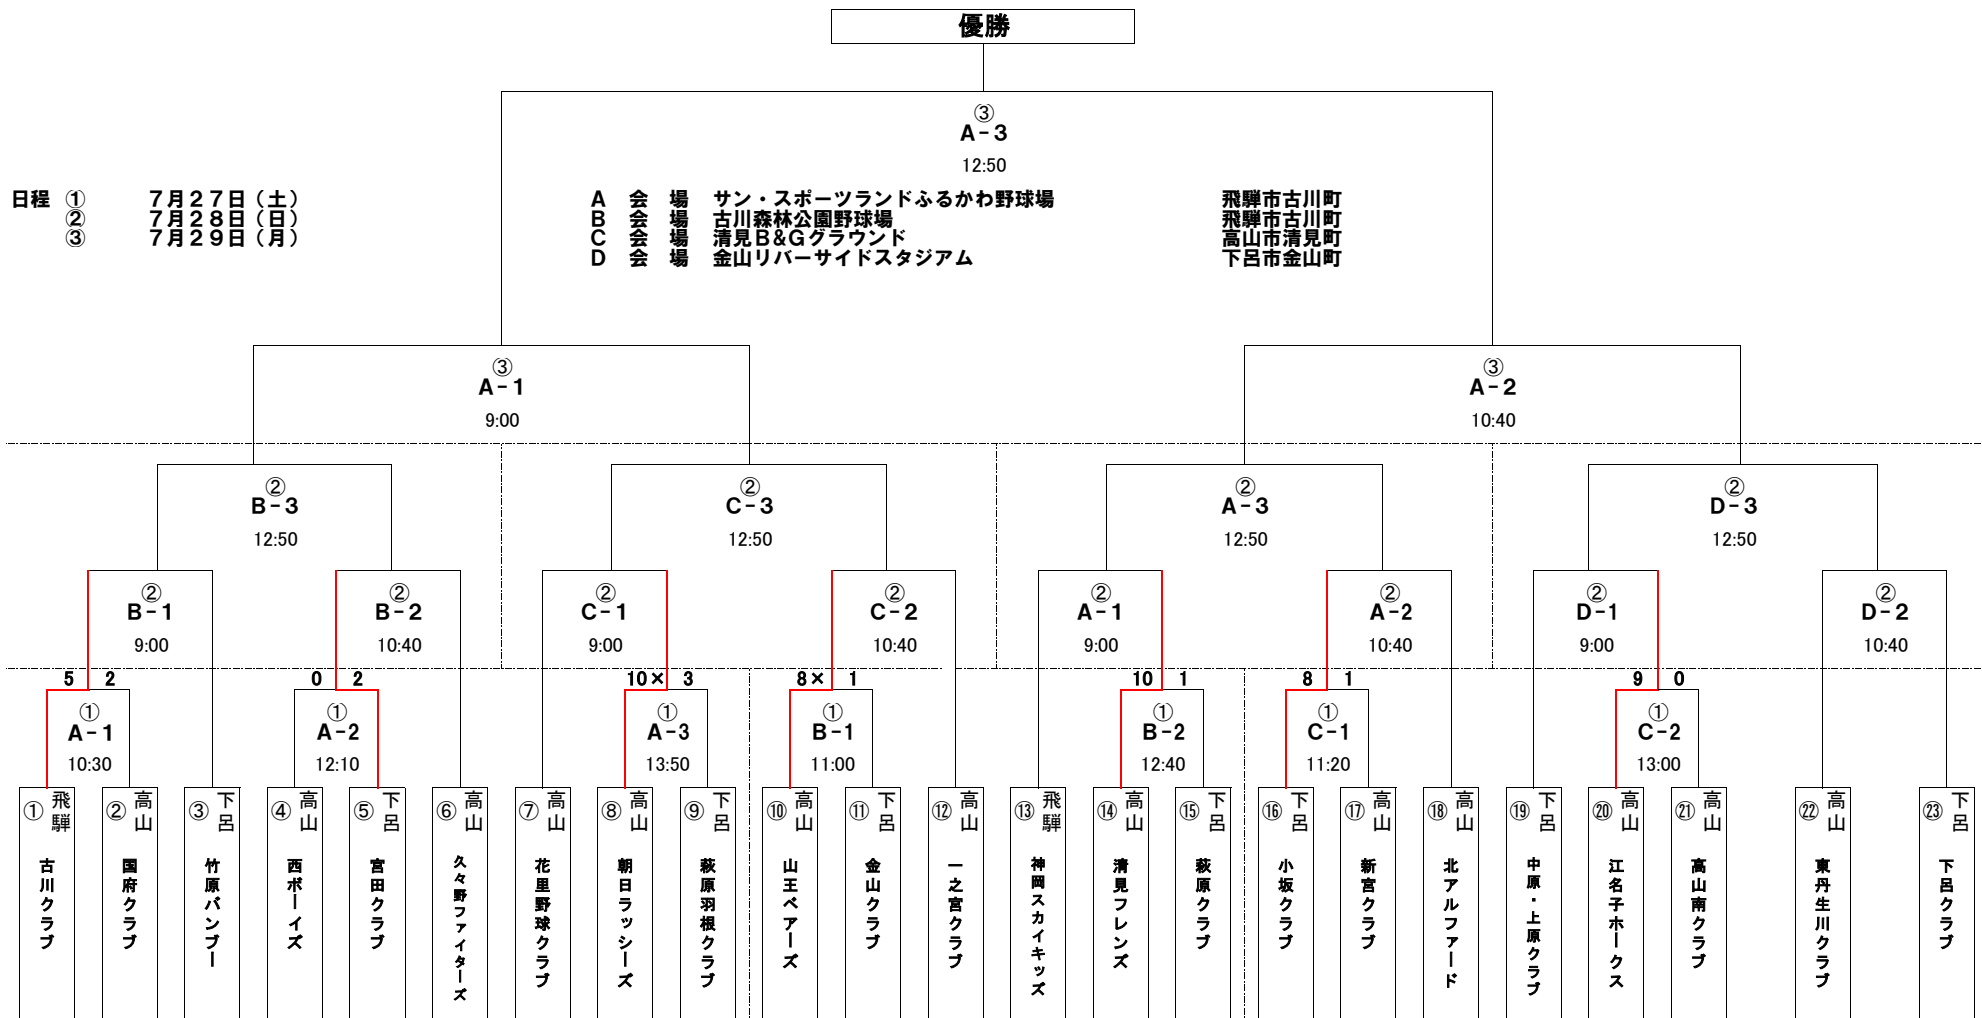 優勝
③
A-3
12:50
日程 ① 7月27日（土）
② 7月28日（日）
③ 7月29日（月）
A 会 場 サン・スポーツランドふるかわ野球場 飛騨市古川町
B 会 場 古川森林公園野球場 飛騨市古川町
C 会 場 清見B&Gグラウンド 高山市清見町
D 会 場 金山リバーサイドスタジアム 下呂市金山町
③ ③
A-1 A-2
9:00 10:40
② ② ② ②
B-3 C-3 A-3 D-3
12:50 12:50 12:50 12:50
② ② ② ② ② ② ② ②
B-1 B-2 C-1 C-2 A-1 A-2 D-1 D-2
9:00 10:40 9:00 10:40 9:00 10:40 9:00 10:40
5 2 0 2 10× 3 8× 1 10 1 8 1 9 0
① ① ① ① ① ① ①
A-1 A-2 A-3 B-1 B-2 C-1 C-2
10:30 12:10 13:50 11:00 12:40 11:20 13:00
① 飛騨 古川クラブ
② 高山 国府クラブ
③ 下呂 竹原バンブー
④ 高山 西ボーイズ
⑤ 下呂 宮田クラブ
⑥ 高山 久々野ファイターズ
⑦ 高山 花里野球クラブ
⑧ 高山 朝日ラッシーズ
⑨ 下呂 萩原羽根クラブ
⑩ 高山 山王ベアーズ
⑪ 下呂 金山クラブ
⑫ 高山 一之宮クラブ
⑬ 飛騨 神岡スカイキッズ
⑭ 高山 清見フレンズ
⑮ 下呂 萩原クラブ
⑯ 下呂 小坂クラブ
⑰ 高山 新宮クラブ
⑱ 高山 北アルファード
⑲ 下呂 中原・上原クラブ
⑳ 高山 江名子ホークス
㉑ 高山 高山南クラブ
㉒ 高山 東丹生川クラブ
㉓ 下呂 下呂クラブ